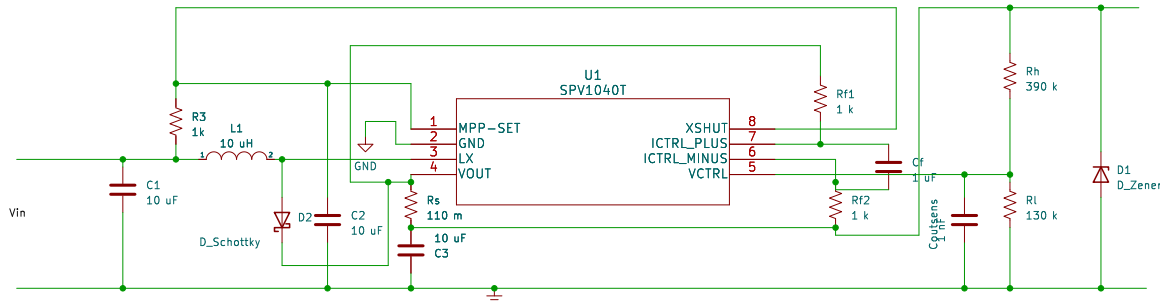 U1
SPV1040T
Rh
390 k
Rf1
1 k
R3
1k
L1
10 uH
1
2
1 MPP-SET
2 GND
3 LX
4 VOUT
XSHUT 8
ICTRL_PLUS 7
ICTRL_MINUS 6
VCTRL 5
GND
Cf
1 uF
D1
D_Zener
C1
10 uF
Rs
110 m
Rf2
1 k
Rl
130 k
Vin
D2
D_Schottky
C2
10 uF
10 uF
C3
Coutsens
1 nF